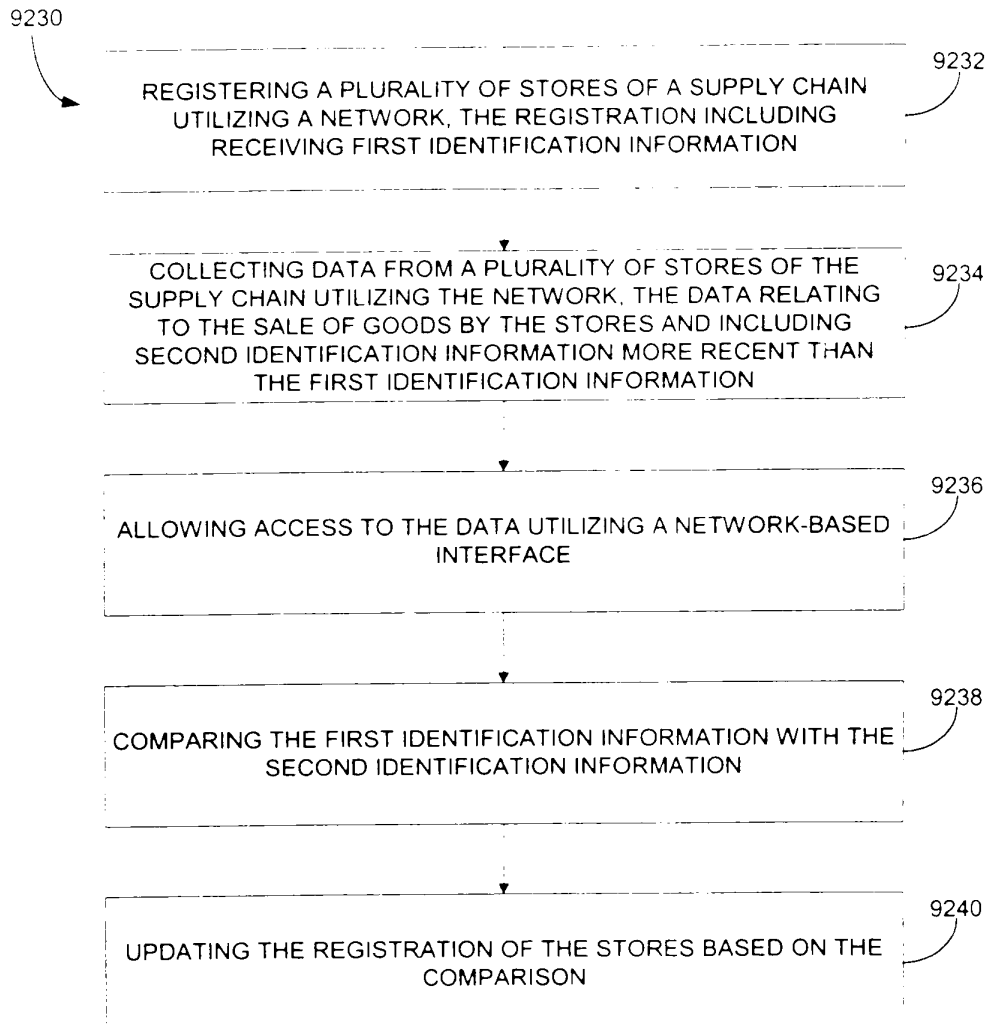 9230
9232
REGISTERING A PLURALITY OF STORES OF A SUPPLY CHAIN
UTILIZING A NETWORK, THE REGISTRATION INCLUDING
RECEIVING FIRST IDENTIFICATION INFORMATION
9234
COLLECTING DATA FROM A PLURALITY OF STORES OF THE
SUPPLY CHAIN UTILIZING THE NETWORK, THE DATA RELATING
TO THE SALE OF GOODS BY THE STORES AND INCLUDING
SECOND IDENTIFICATION INFORMATION MORE RECENT THAN
THE FIRST IDENTIFICATION INFORMATION
9236
ALLOWING ACCESS TO THE DATA UTILIZING A NETWORK-BASED
INTERFACE
9238
COMPARING THE FIRST IDENTIFICATION INFORMATION WITH THE
SECOND IDENTIFICATION INFORMATION
9240
UPDATING THE REGISTRATION OF THE STORES BASED ON THE
COMPARISON